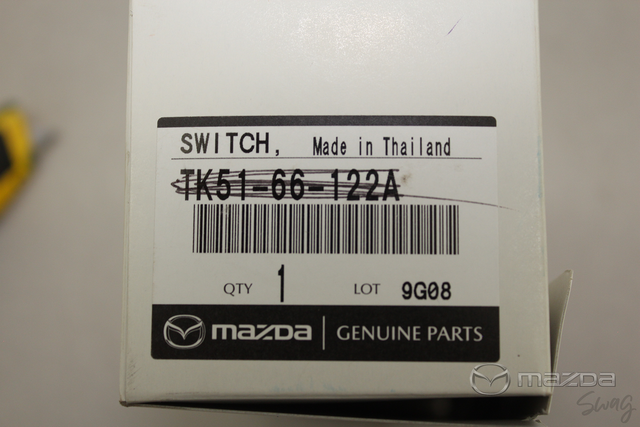 SWITCH, Made in Thailand
TK51-66-122A
QTY 1 LOT 9G08
mazda GENUINE PARTS
mazda
Swag